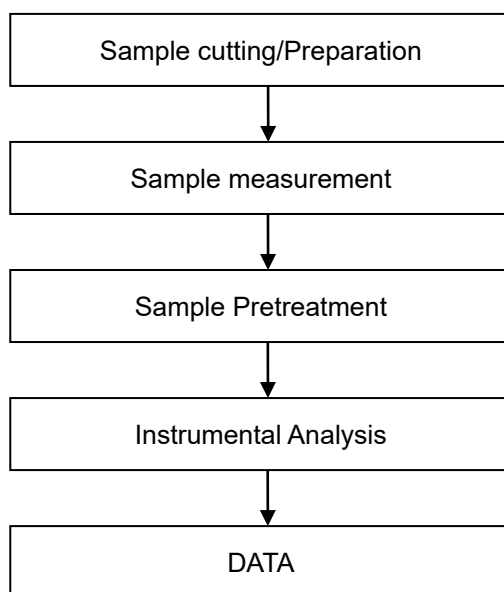 Sample cutting/Preparation
Sample measurement
Sample Pretreatment
Instrumental Analysis
DATA